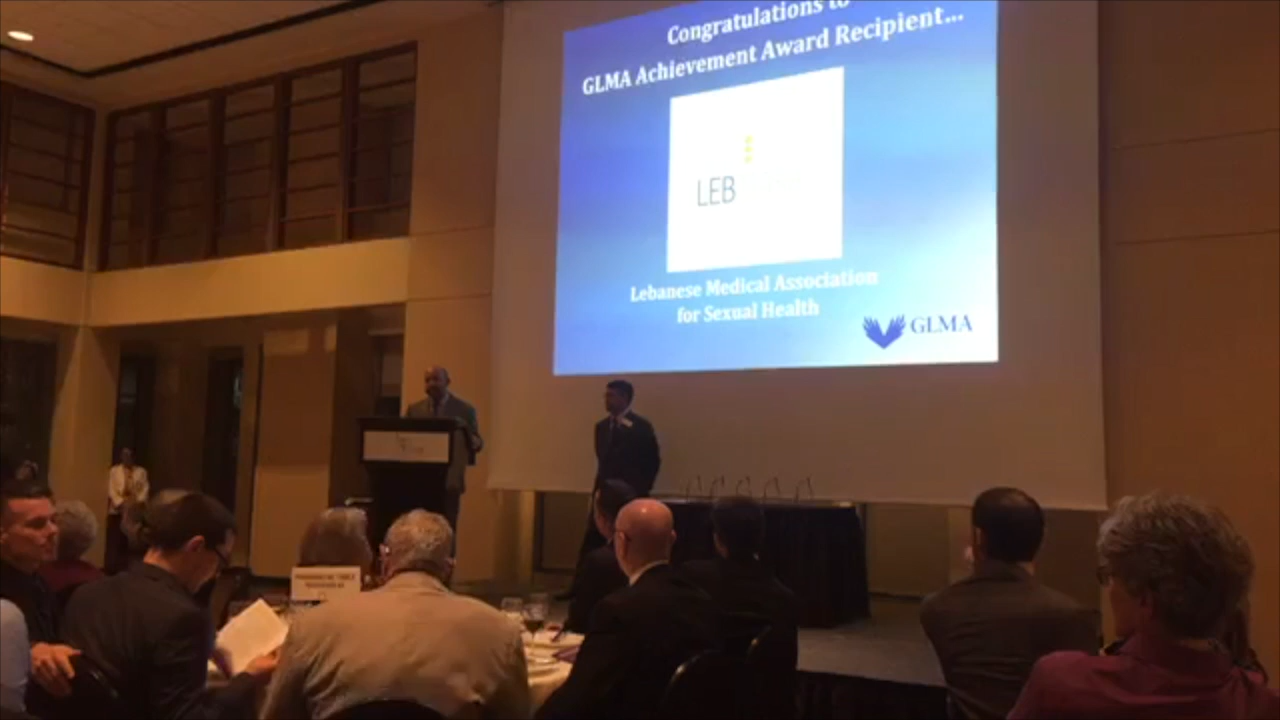 Congratulations to
GLMA Achievement Award Recipient...
LEB
Lebanese Medical Association
for Sexual Health
GLMA